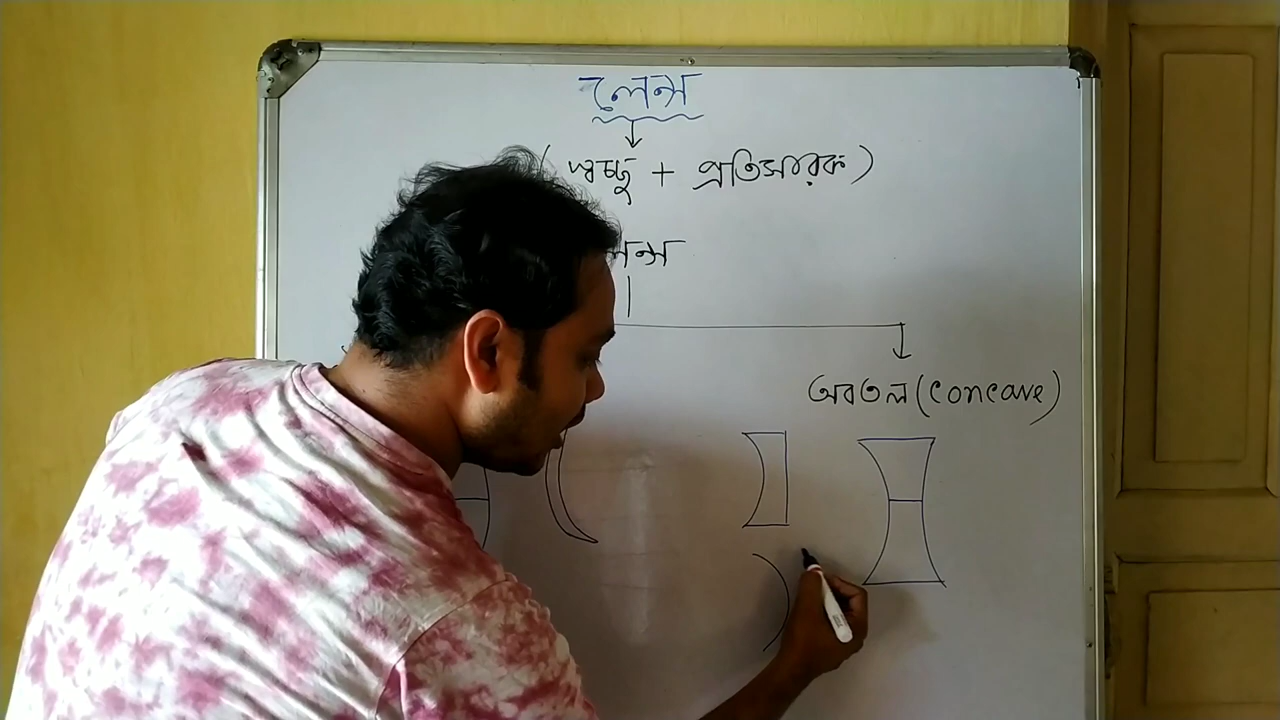 লেন্স
( স্বচ্ছ + প্রতিসারক )
লেন্স
অবতল (concave)